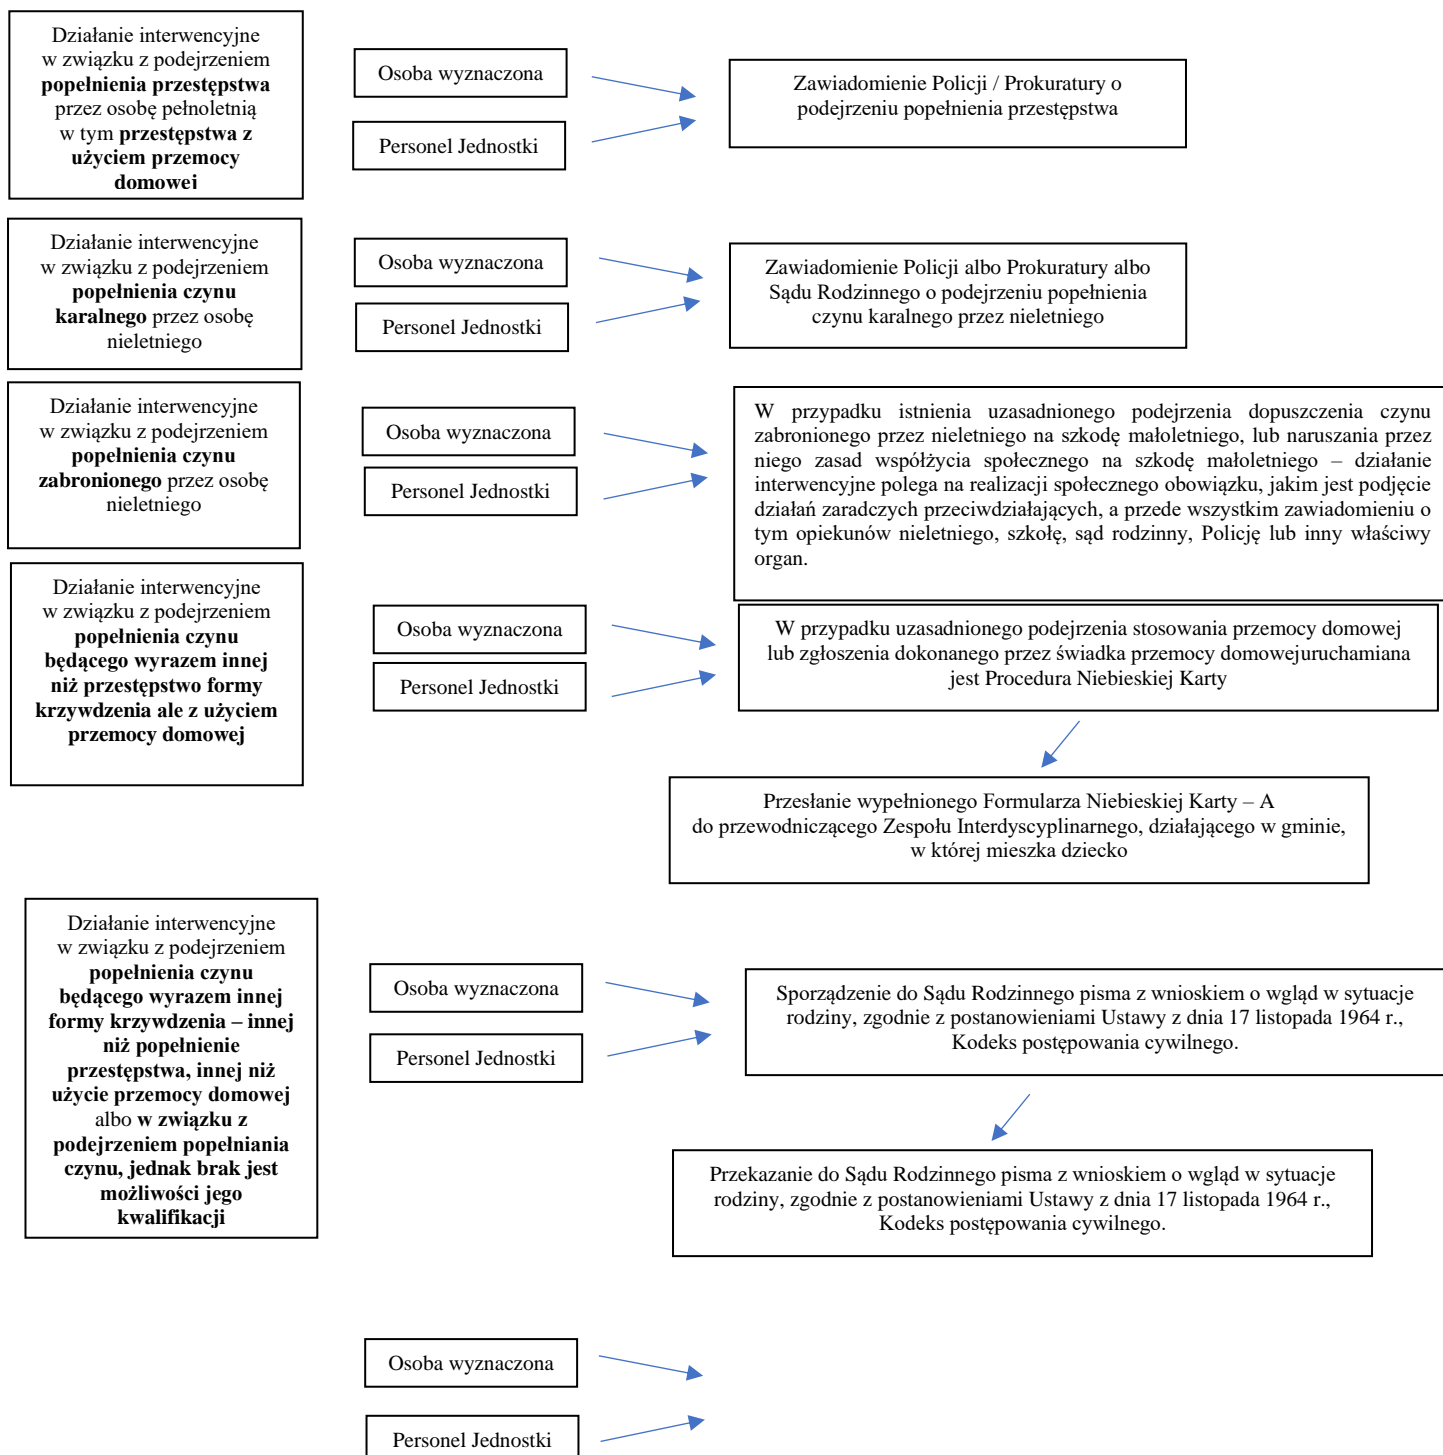 Działanie interwencyjne
w związku z podejrzeniem
popełnienia przestępstwa
przez osobę pełnoletnią
w tym przestępstwa z
użyciem przemocy
domowej
Osoba wyznaczona
Personel Jednostki
Zawiadomienie Policji / Prokuratury o
podejrzeniu popełnienia przestępstwa
Działanie interwencyjne
w związku z podejrzeniem
popełnienia czynu
karalnego przez osobę
nieletniego
Osoba wyznaczona
Personel Jednostki
Zawiadomienie Policji albo Prokuratury albo
Sądu Rodzinnego o podejrzeniu popełnienia
czynu karalnego przez nieletniego
Działanie interwencyjne
w związku z podejrzeniem
popełnienia czynu
zabronionego przez osobę
nieletniego
Osoba wyznaczona
Personel Jednostki
W przypadku istnienia uzasadnionego podejrzenia dopuszczenia czynu
zabronionego przez nieletniego na szkodę małoletniego, lub naruszania przez
niego zasad współżycia społecznego na szkodę małoletniego – działanie
interwencyjne polega na realizacji społecznego obowiązku, jakim jest podjęcie
działań zaradczych przeciwdziałających, a przede wszystkim zawiadomieniu o
tym opiekunów nieletniego, szkołę, sąd rodzinny, Policję lub inny właściwy
organ.
Działanie interwencyjne
w związku z podejrzeniem
popełnienia czynu
będącego wyrazem innej
niż przestępstwo formy
krzywdzenia ale z użyciem
przemocy domowej
Osoba wyznaczona
Personel Jednostki
W przypadku uzasadnionego podejrzenia stosowania przemocy domowej
lub zgłoszenia dokonanego przez świadka przemocy domowejuruchamiana
jest Procedura Niebieskiej Karty
Przesłanie wypełnionego Formularza Niebieskiej Karty – A
do przewodniczącego Zespołu Interdyscyplinarnego, działającego w gminie,
w której mieszka dziecko
Działanie interwencyjne
w związku z podejrzeniem
popełnienia czynu
będącego wyrazem innej
formy krzywdzenia – innej
niż popełnienie
przestępstwa, innej niż
użycie przemocy domowej
albo w związku z
podejrzeniem popełniania
czynu, jednak brak jest
możliwości jego
kwalifikacji
Osoba wyznaczona
Personel Jednostki
Sporządzenie do Sądu Rodzinnego pisma z wnioskiem o wgląd w sytuacje
rodziny, zgodnie z postanowieniami Ustawy z dnia 17 listopada 1964 r.,
Kodeks postępowania cywilnego.
Przekazanie do Sądu Rodzinnego pisma z wnioskiem o wgląd w sytuacje
rodziny, zgodnie z postanowieniami Ustawy z dnia 17 listopada 1964 r.,
Kodeks postępowania cywilnego.
Osoba wyznaczona
Personel Jednostki